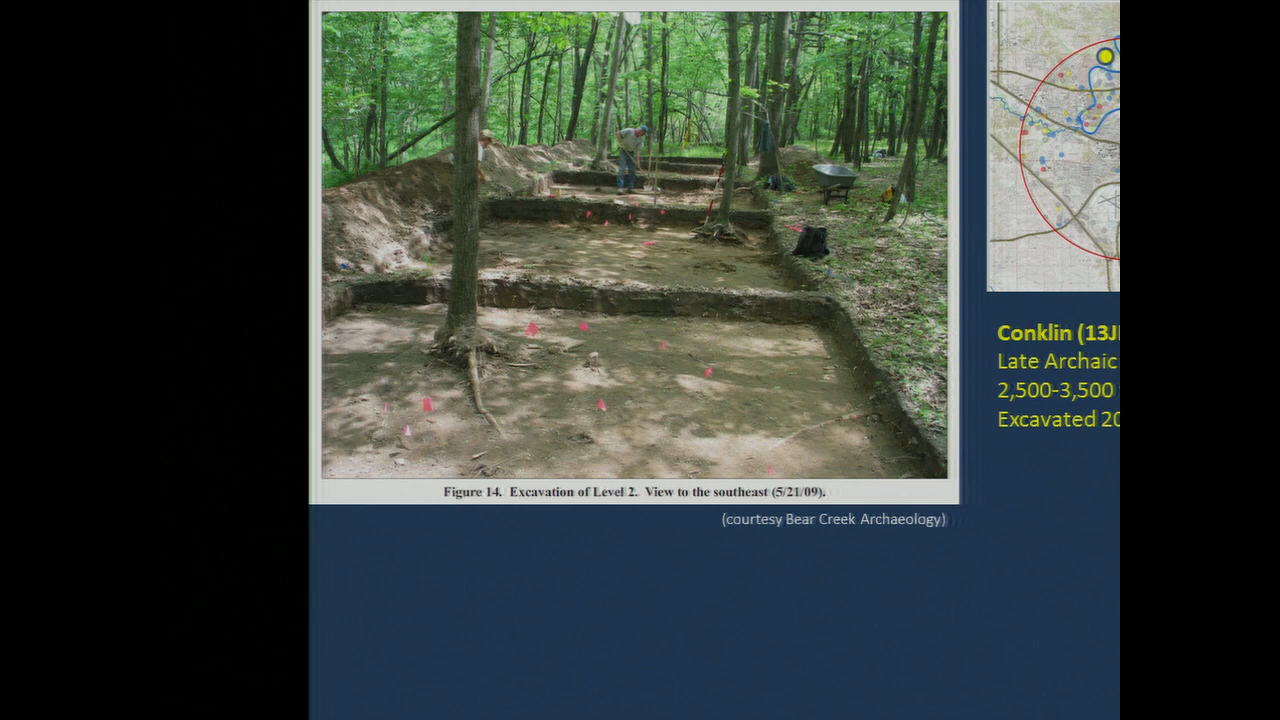 Figure 14. Excavation of Level 2. View to the southeast (5/21/09).
(courtesy Bear Creek Archaeology)
Conklin (13J
Late Archaic
2,500-3,500
Excavated 20